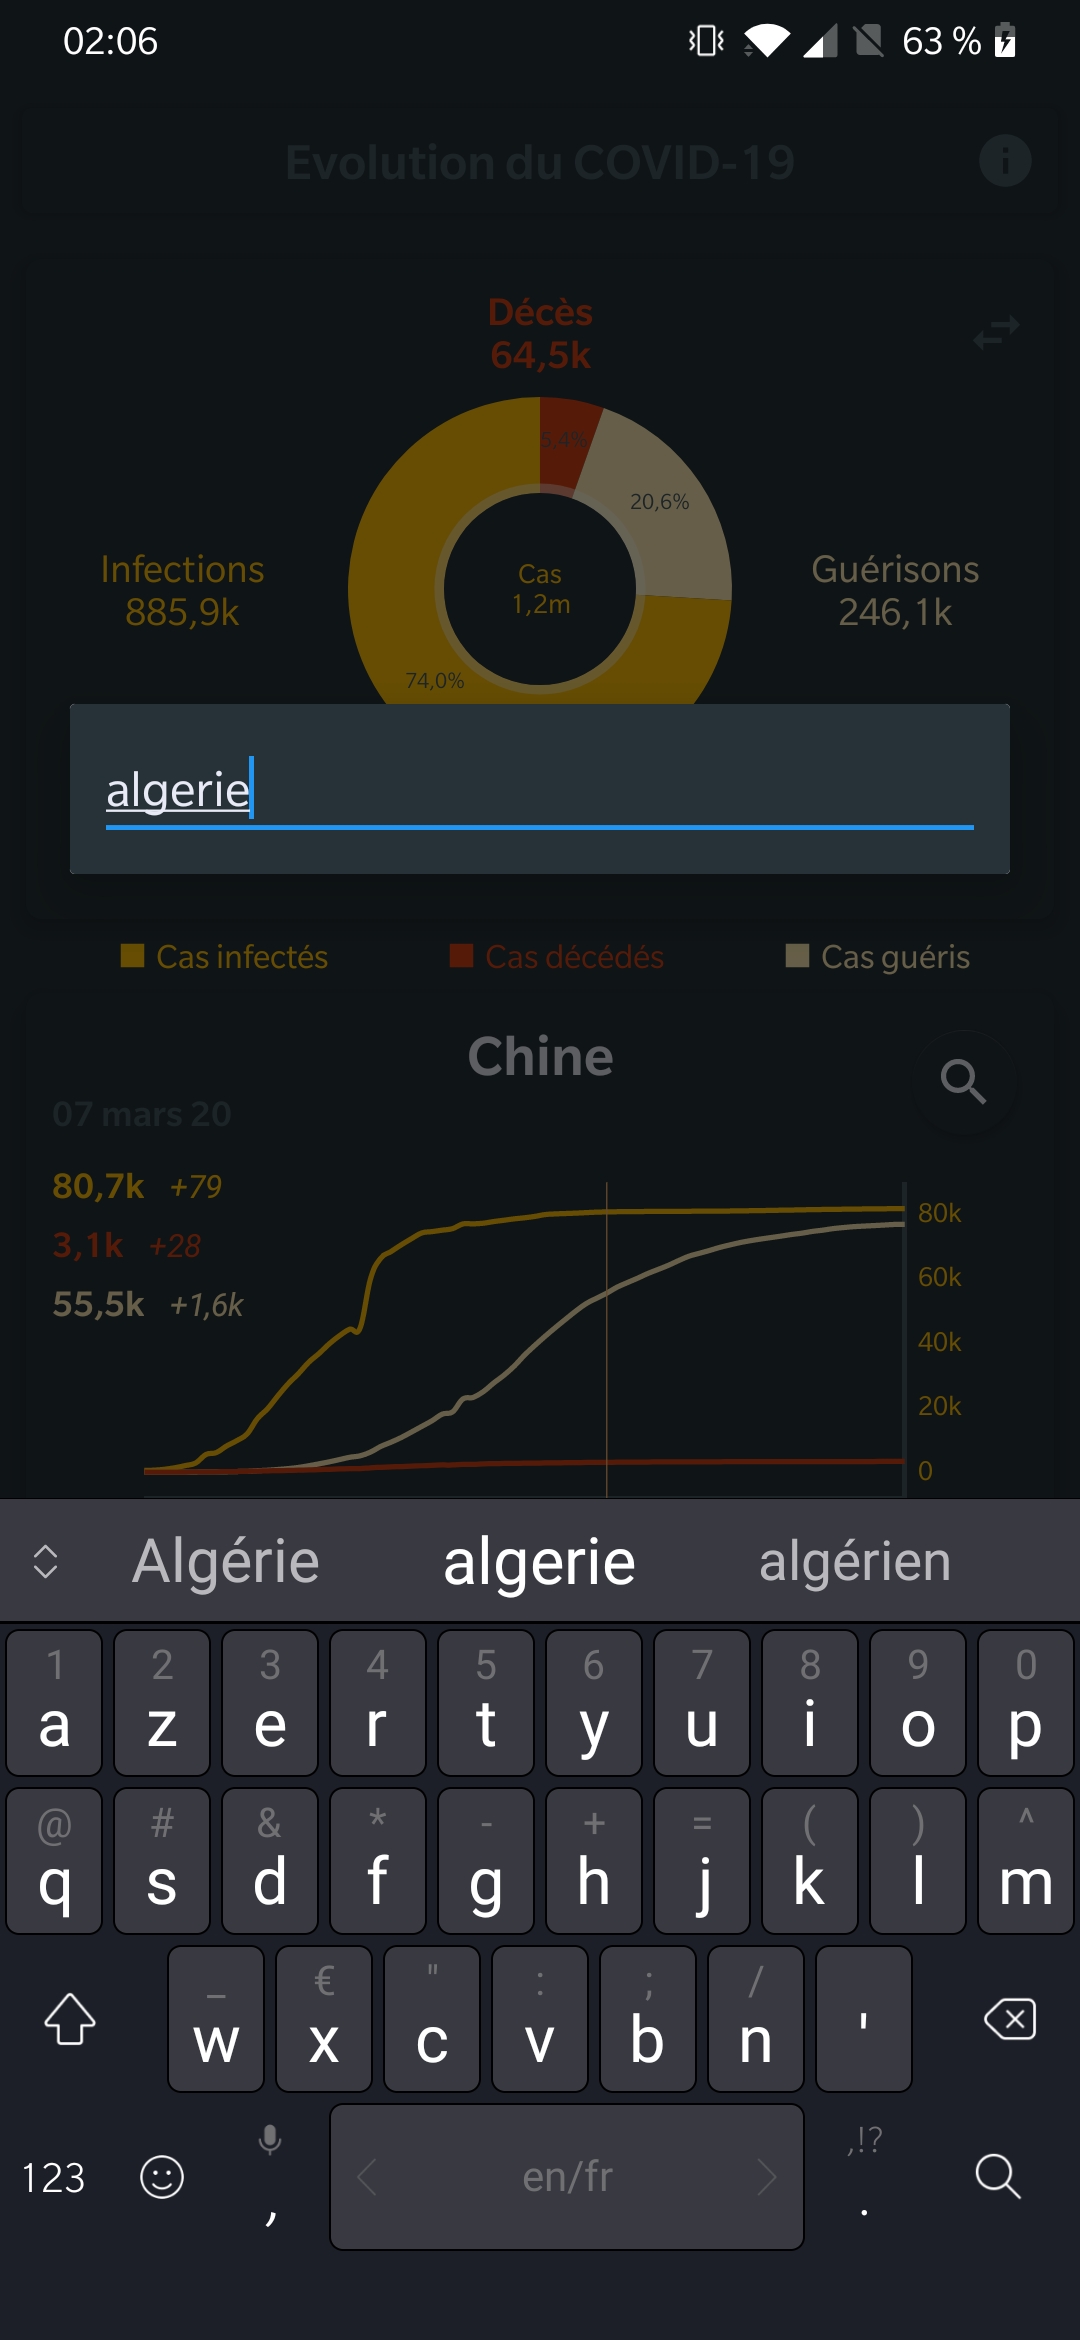 02:06
63 %
Evolution du COVID-19
Décès
64,5k
5,4%
20,6%
Infections
885,9k
Cas
1,2m
Guérisons
246,1k
74,0%
algerie
Cas infectés
Cas décédés
Cas guéris
Chine
07 mars 20
80,7k +79
3,1k +28
55,5k +1,6k
80k
60k
40k
20k
0
Algérie algerie algérien
1 2 3 4 5 6 7 8 9 0
a z e r t y u i o p
@ # & * - + = ( ) ^
q s d f g h j k l m
_ € " : ; /
w x c v b n '
,!?
123 , en/fr .